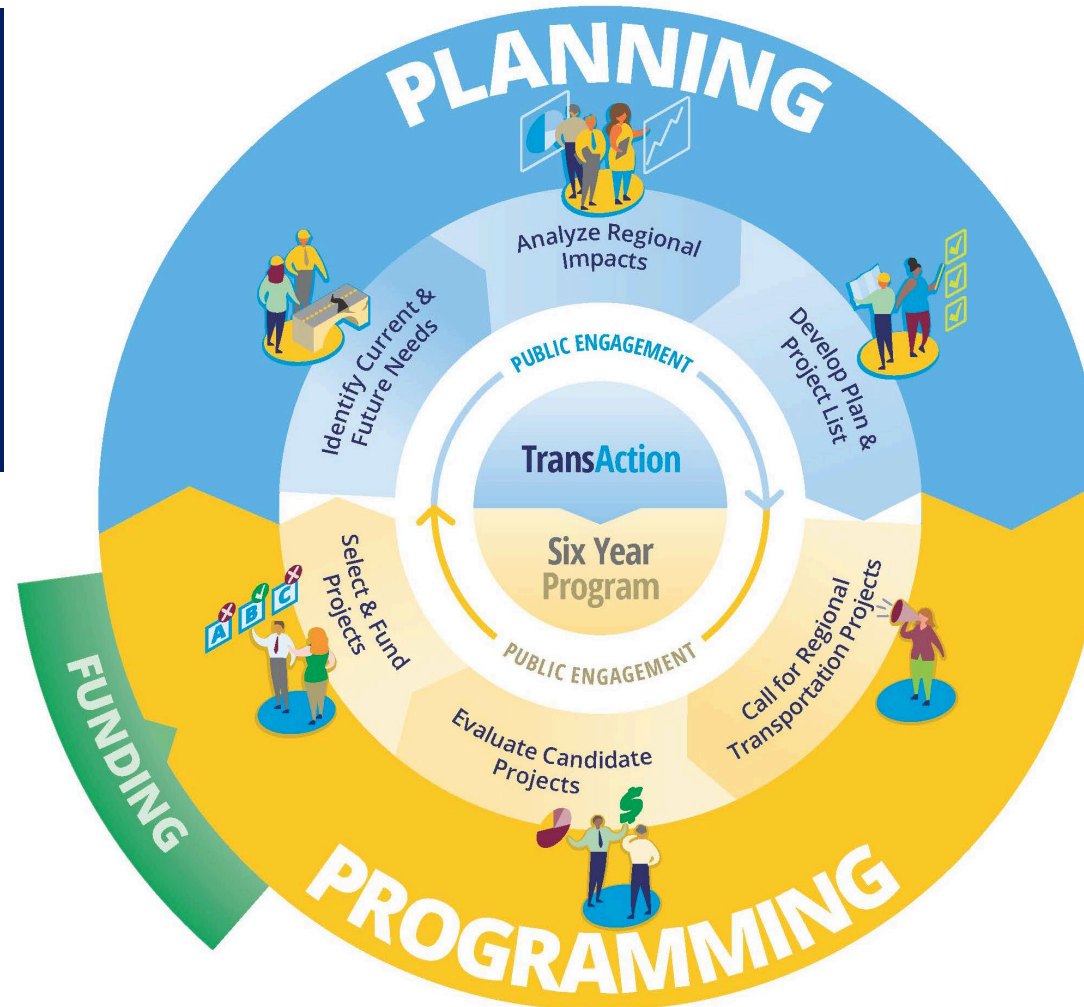 PLANNING
Analyze Regional
Impacts
Identify Current &
Future Needs
Develop Plan &
Project List
PUBLIC ENGAGEMENT
TransAction
Six Year
Program
PUBLIC ENGAGEMENT
Select & Fund
Projects
A
B
C
Call for Regional
Transportation Projects
Evaluate Candidate
Projects
$
FUNDING
PROGRAMMING